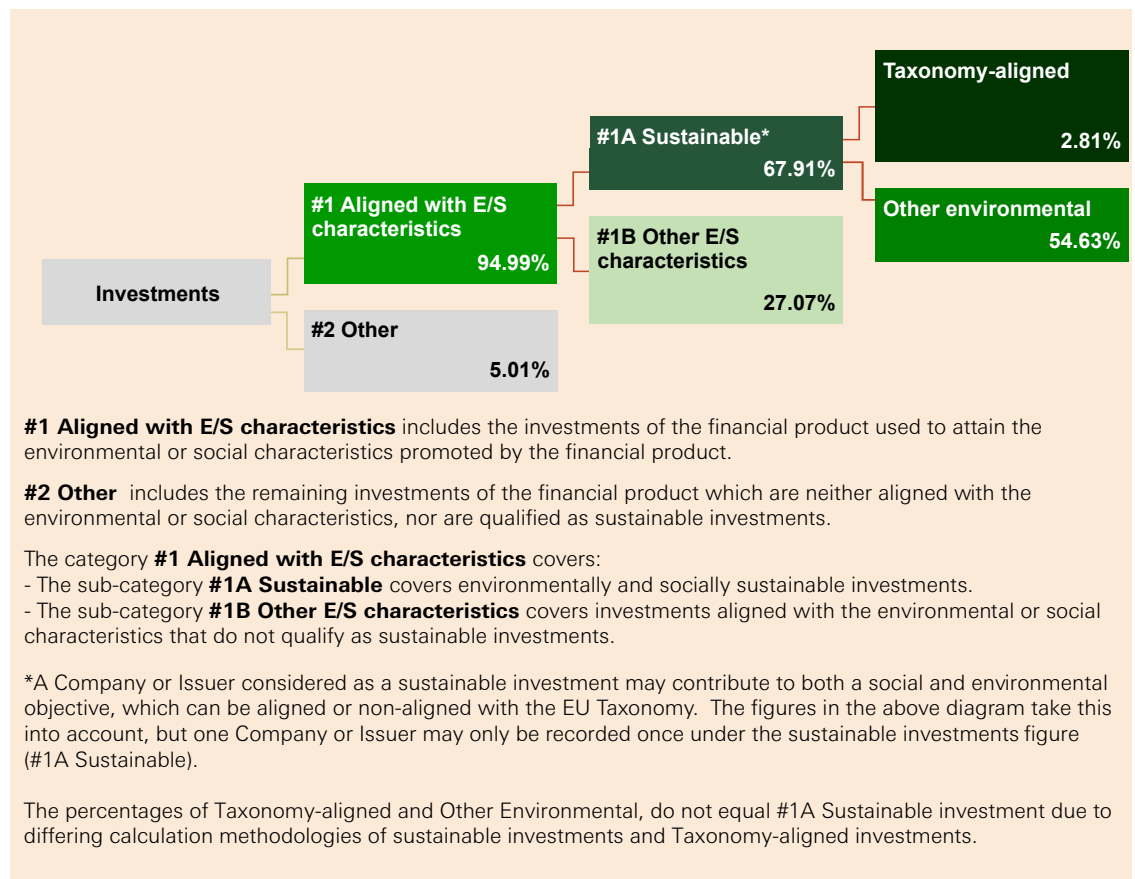 Investments
#1 Aligned with E/S
characteristics
94.99%
#2 Other
5.01%
#1A Sustainable*
67.91%
#1B Other E/S
characteristics
27.07%
Taxonomy-aligned
2.81%
Other environmental
54.63%
#1 Aligned with E/S characteristics includes the investments of the financial product used to attain the
environmental or social characteristics promoted by the financial product.
#2 Other includes the remaining investments of the financial product which are neither aligned with the
environmental or social characteristics, nor are qualified as sustainable investments.
The category #1 Aligned with E/S characteristics covers:
- The sub-category #1A Sustainable covers environmentally and socially sustainable investments.
- The sub-category #1B Other E/S characteristics covers investments aligned with the environmental or social
characteristics that do not qualify as sustainable investments.
*A Company or Issuer considered as a sustainable investment may contribute to both a social and environmental
objective, which can be aligned or non-aligned with the EU Taxonomy. The figures in the above diagram take this
into account, but one Company or Issuer may only be recorded once under the sustainable investments figure
(#1A Sustainable).
The percentages of Taxonomy-aligned and Other Environmental, do not equal #1A Sustainable investment due to
differing calculation methodologies of sustainable investments and Taxonomy-aligned investments.